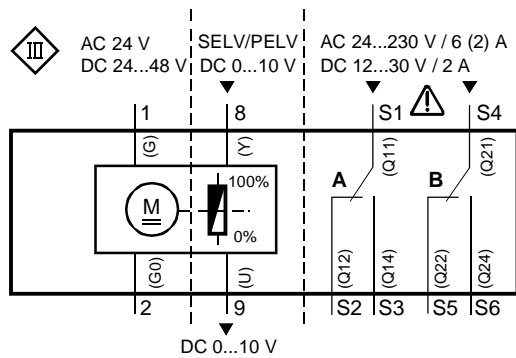 III
AC 24 V
DC 24...48 V
SELV/PELV
DC 0...10 V
AC 24...230 V / 6 (2) A
DC 12...30 V / 2 A
1
8
S1
S4
(G)
(Y)
(Q11)
(Q21)
M
100%
0%
A
B
(G0)
(U)
(Q12)
(Q14)
(Q22)
(Q24)
2
9
S2
S3
S5
S6
DC 0...10 V